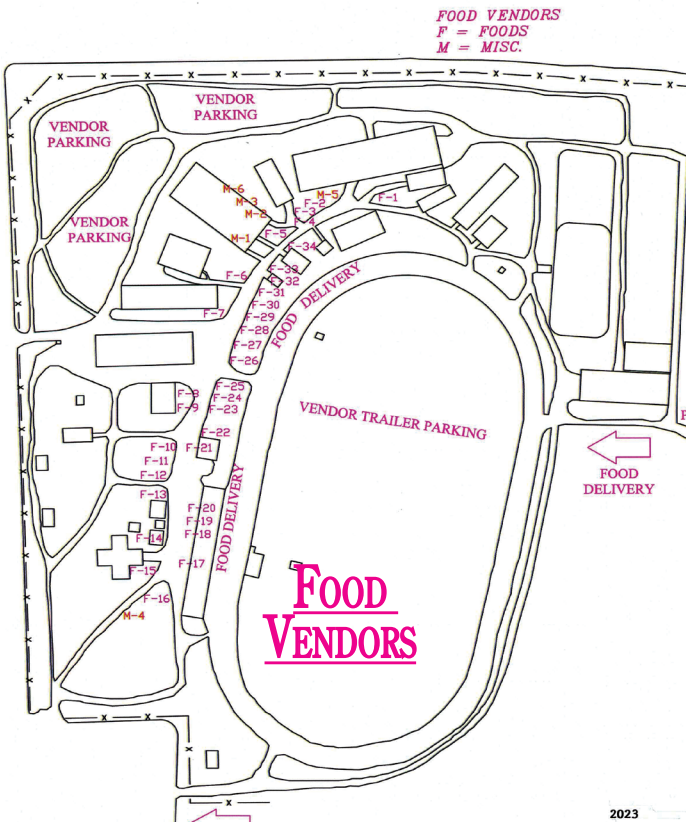 FOOD VENDORS
F = FOODS
M = MISC.
VENDOR
PARKING
VENDOR
PARKING
VENDOR
PARKING
M-6
M-3
M-2
M-1
M-5
F-2
F-3
F-4
F-5
F-1
F-34
F-6
F-32
F-31
F-30
F-29
F-28
F-27
F-26
F-7
FOOD DELIVERY
F-25
F-24
F-23
F-22
F-21
F-8
F-9
F-10
F-11
F-12
F-13
F-14
F-15
F-16
M-4
F-20
F-19
F-18
F-17
FOOD DELIVERY
VENDOR TRAILER PARKING
FOOD
DELIVERY
FOOD
VENDORS
2023